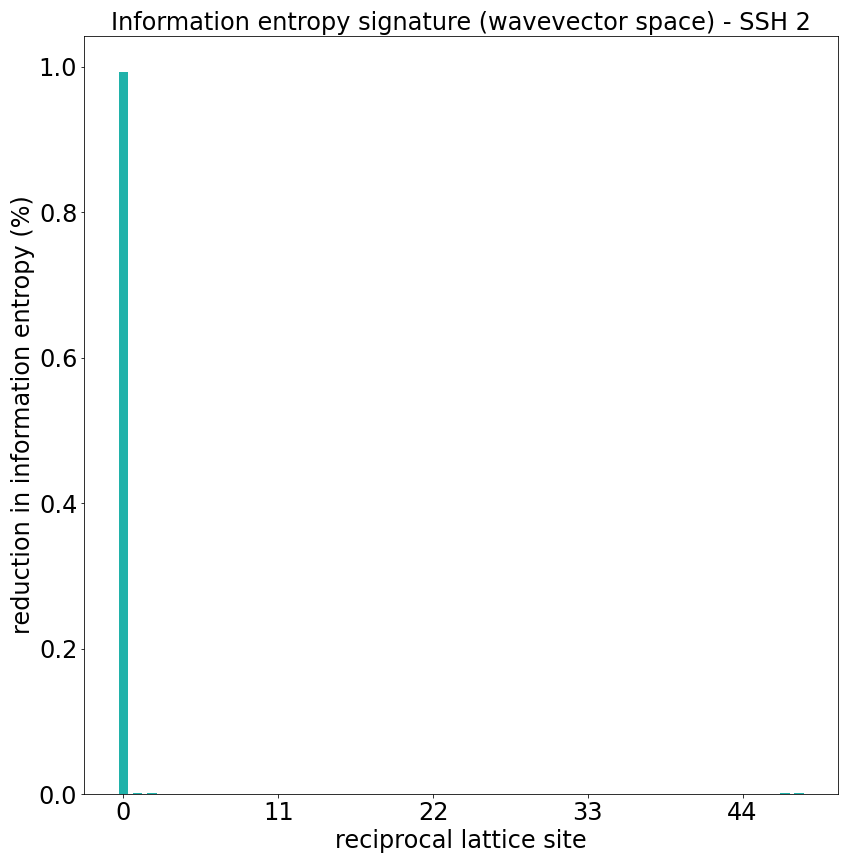 Information entropy signature (wavevector space) - SSH 2
reduction in information entropy (%)
1.0
0.8
0.6
0.4
0.2
0.0
0 11 22 33 44
reciprocal lattice site